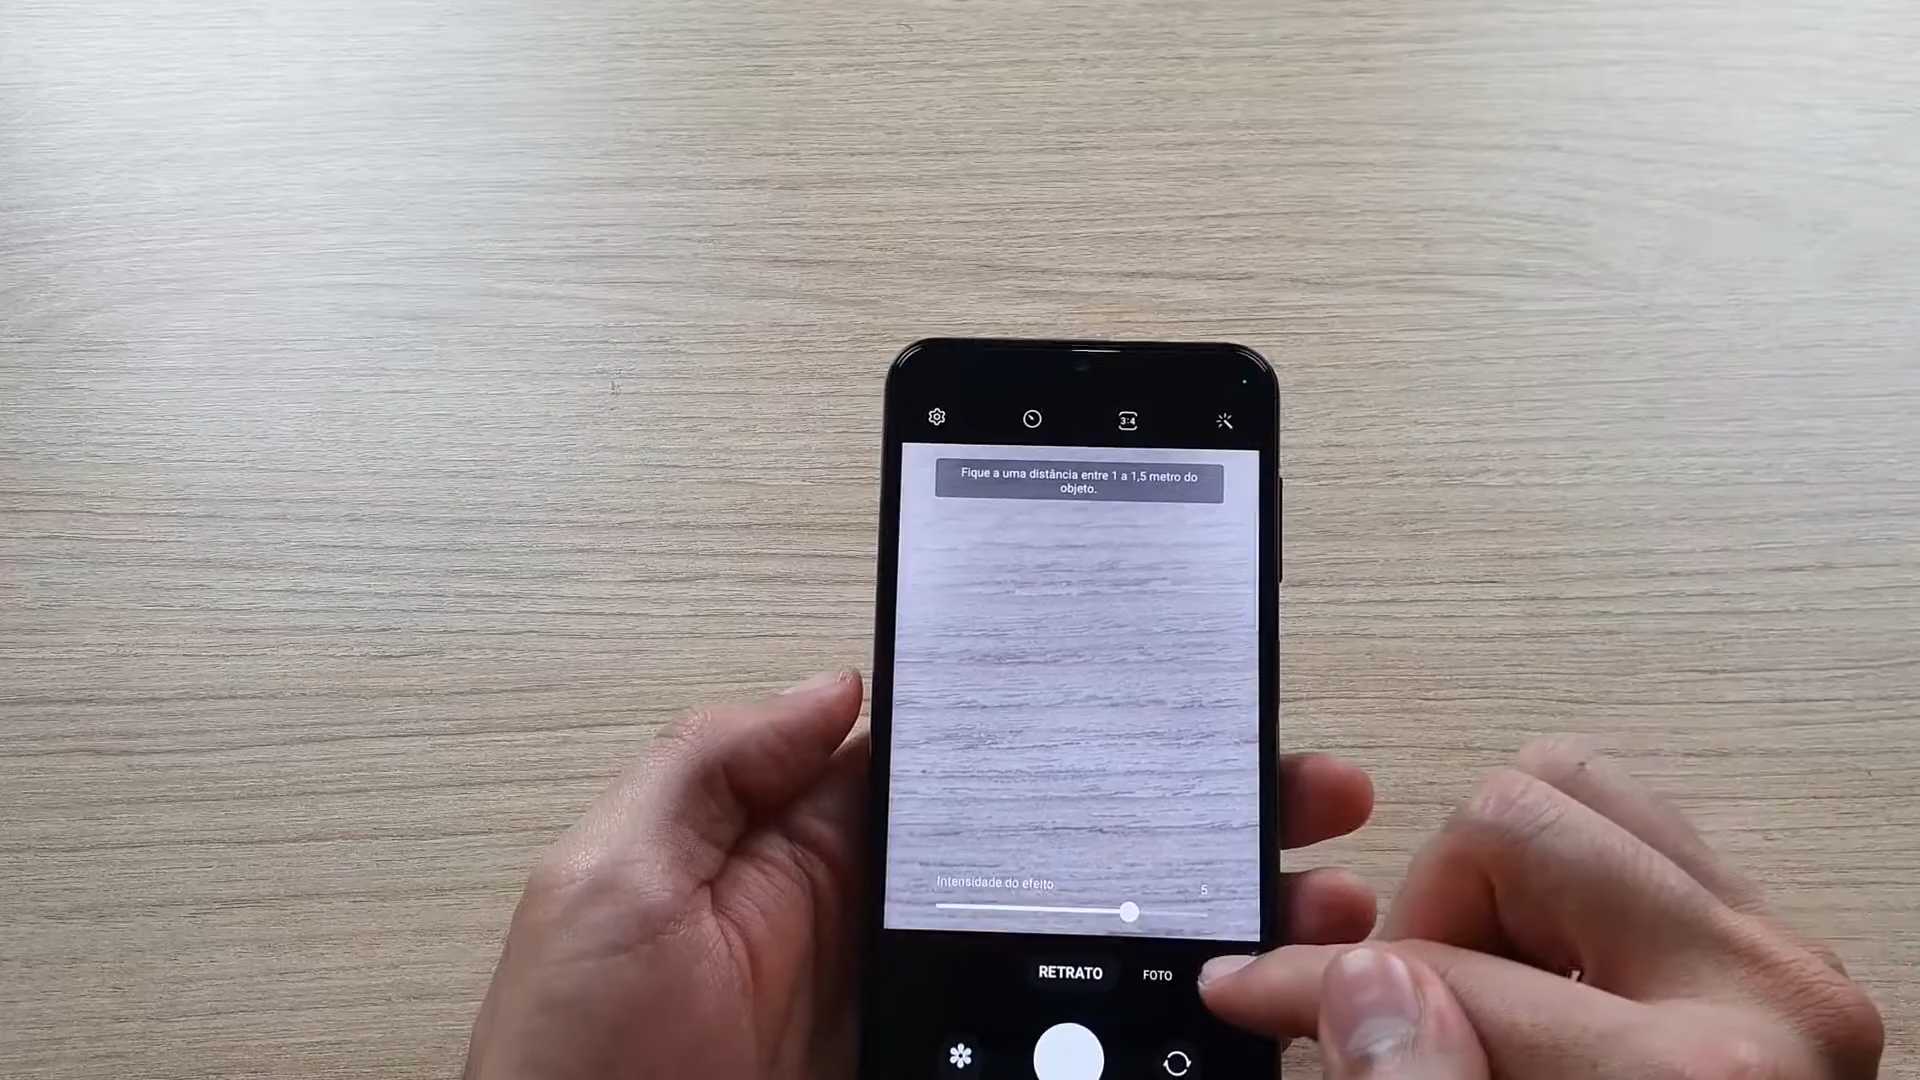 3:4
Fique a uma distância entre 1 a 1,5 metro do
objeto.
Intensidade do efeito
5
RETRATO
FOTO